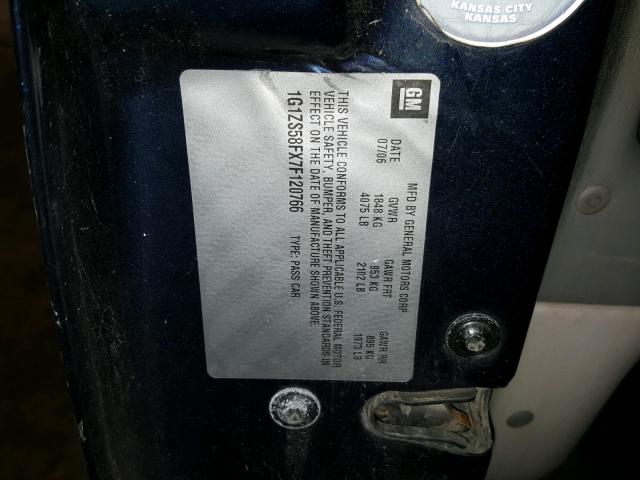 KANSAS CITY
KANSAS
GM
MFD BY GENERAL MOTORS CORP
DATE GVWR GAWR FRT GAWR RR
07/06 1848 KG 953 KG 895 KG
4075 LB 2102 LB 1973 LB
THIS VEHICLE CONFORMS TO ALL APPLICABLE U.S. FEDERAL MOTOR
VEHICLE SAFETY, BUMPER, AND THEFT PREVENTION STANDARDS IN
EFFECT ON THE DATE OF MANUFACTURE SHOWN ABOVE.
1G1ZS58FX7F120766 TYPE: PASS CAR